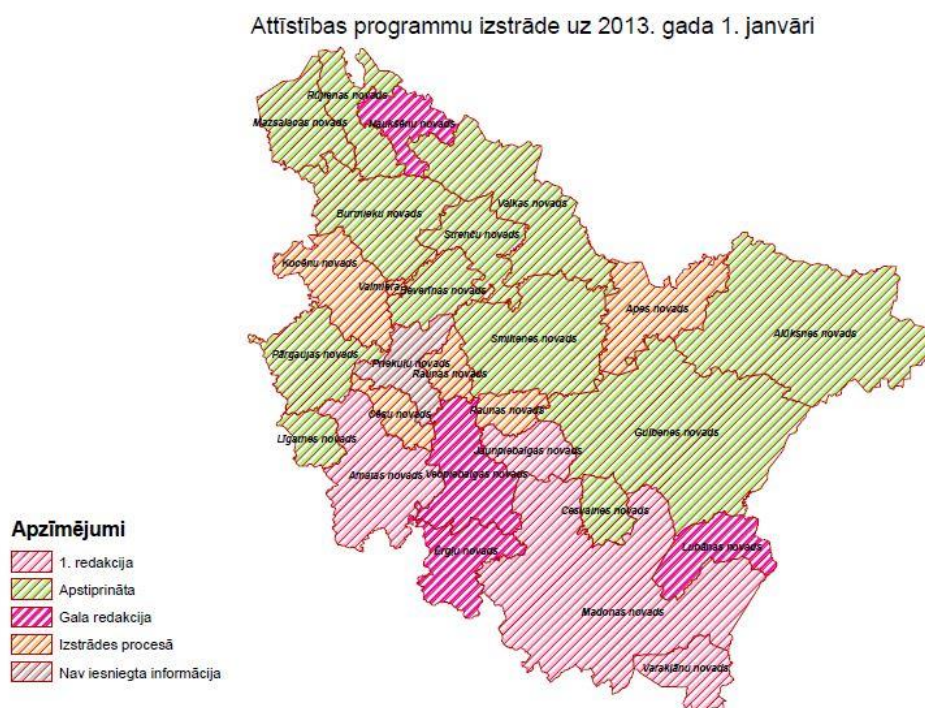 Attīstības programmu izstrāde uz 2013. gada 1. janvāri
Rūjienas novads
Mazsalacas novads
Naukšēnu novads
Valkas novads
Burtnieku novads
Strenču novads
Kocēnu novads
Valmiera
Beverīnas novads
Apes novads
Alūksnes novads
Smiltenes novads
Pārgaujas novads
Priekuļu novads
Raunas novads
Cēsu novads
Raunas novads
Gulbenes novads
Līgatnes novads
Jaunpiebalgas novads
Amatas novads
Vecpiebalgas novads
Cesvaines novads
Ērgļu novads
Lubānas novads
Madonas novads
Varakļānu novads
Apzīmējumi
1. redakcija
Apstiprināta
Gala redakcija
Izstrādes procesā
Nav iesniegta informācija